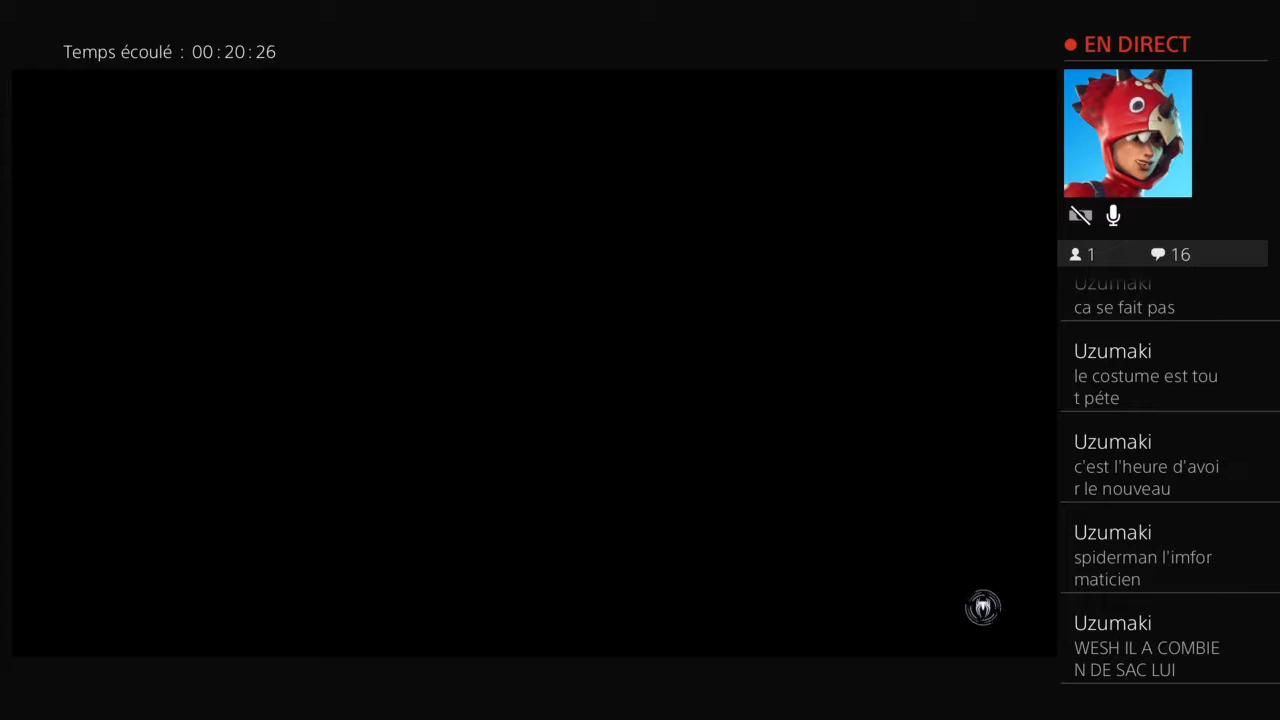 Temps écoulé : 00:20:26
EN DIRECT
1
16
Uzumaki
ca se fait pas
Uzumaki
le costume est tou
t péte
Uzumaki
c'est l'heure d'avoi
r le nouveau
Uzumaki
spiderman l'imfor
maticien
Uzumaki
WESH IL A COMBIE
N DE SAC LUI